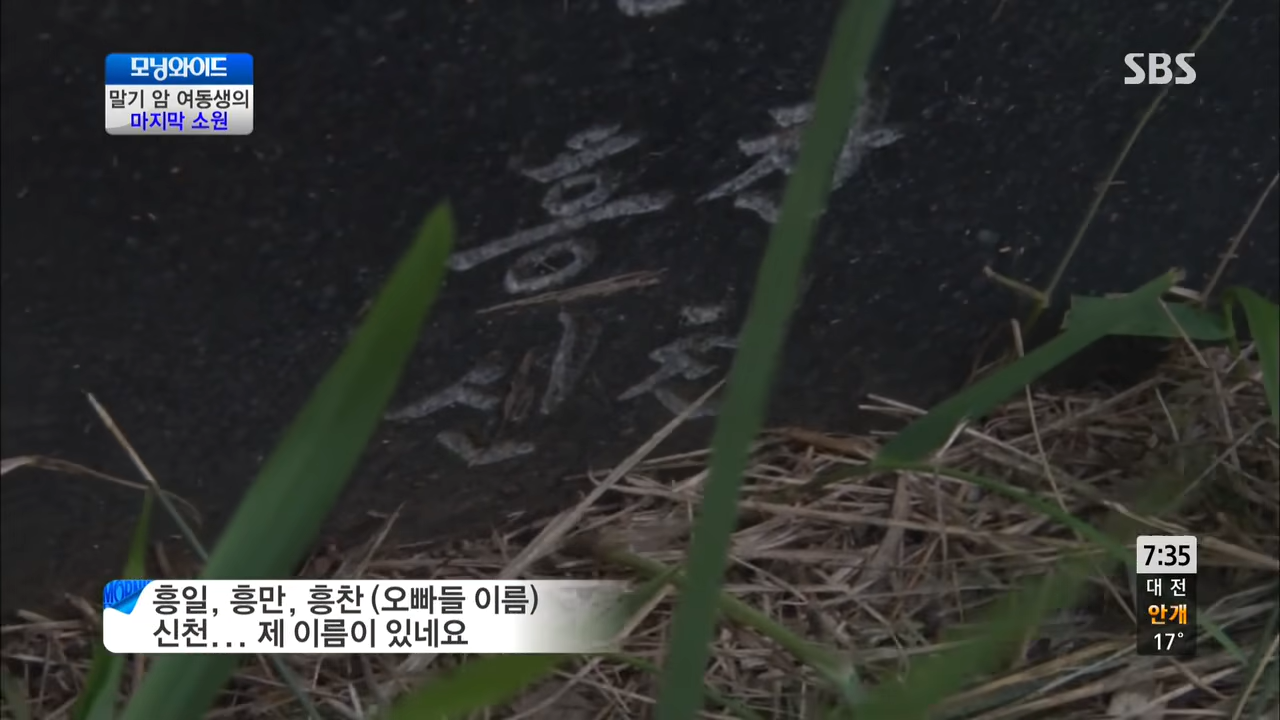 모닝와이드
말기 암 여동생의
마지막 소원
SBS
흥
신
흥일, 흥만, 흥찬 (오빠들 이름)
신천... 제 이름이 있네요
7:35
대전
안개
17°